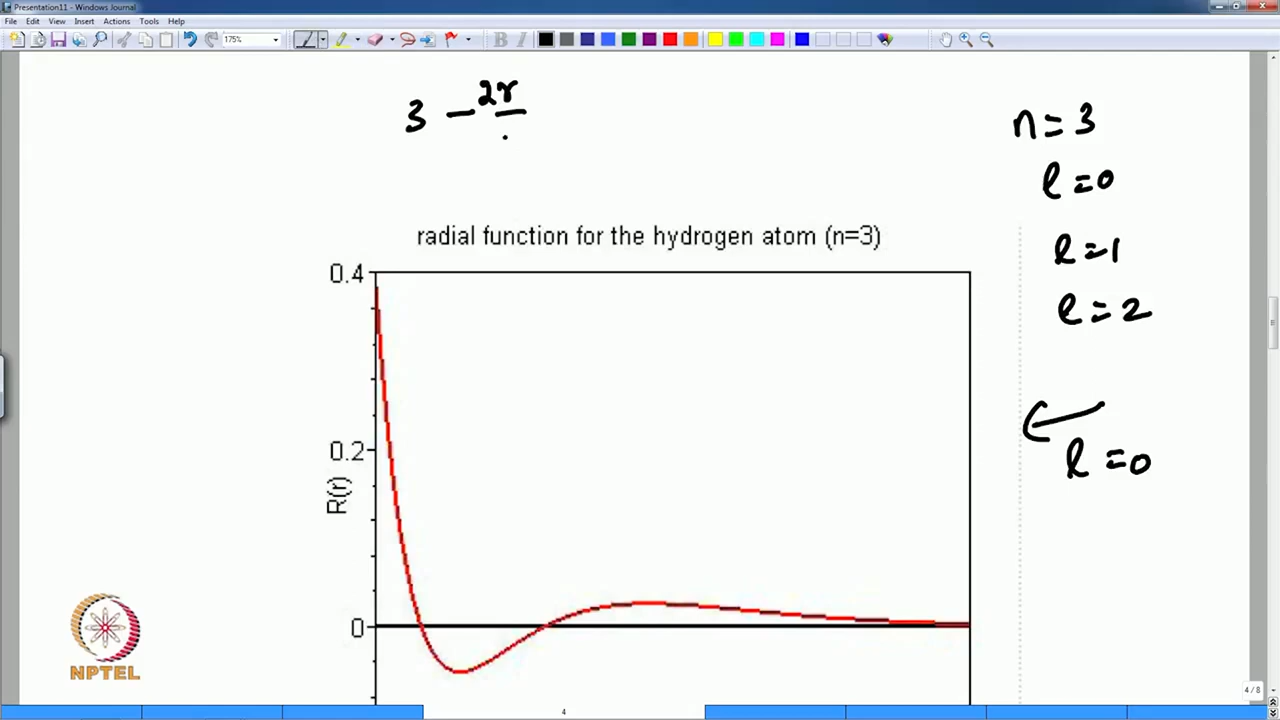 Presentation11 - Windows Journal
File Edit View Insert Actions Tools Help
175%
B I
3 - 2r
n=3
l=0
l=1
l=2
l=0
radial function for the hydrogen atom (n=3)
0.4
0.2
0
R(r)
NPTEL
4 / 8
4